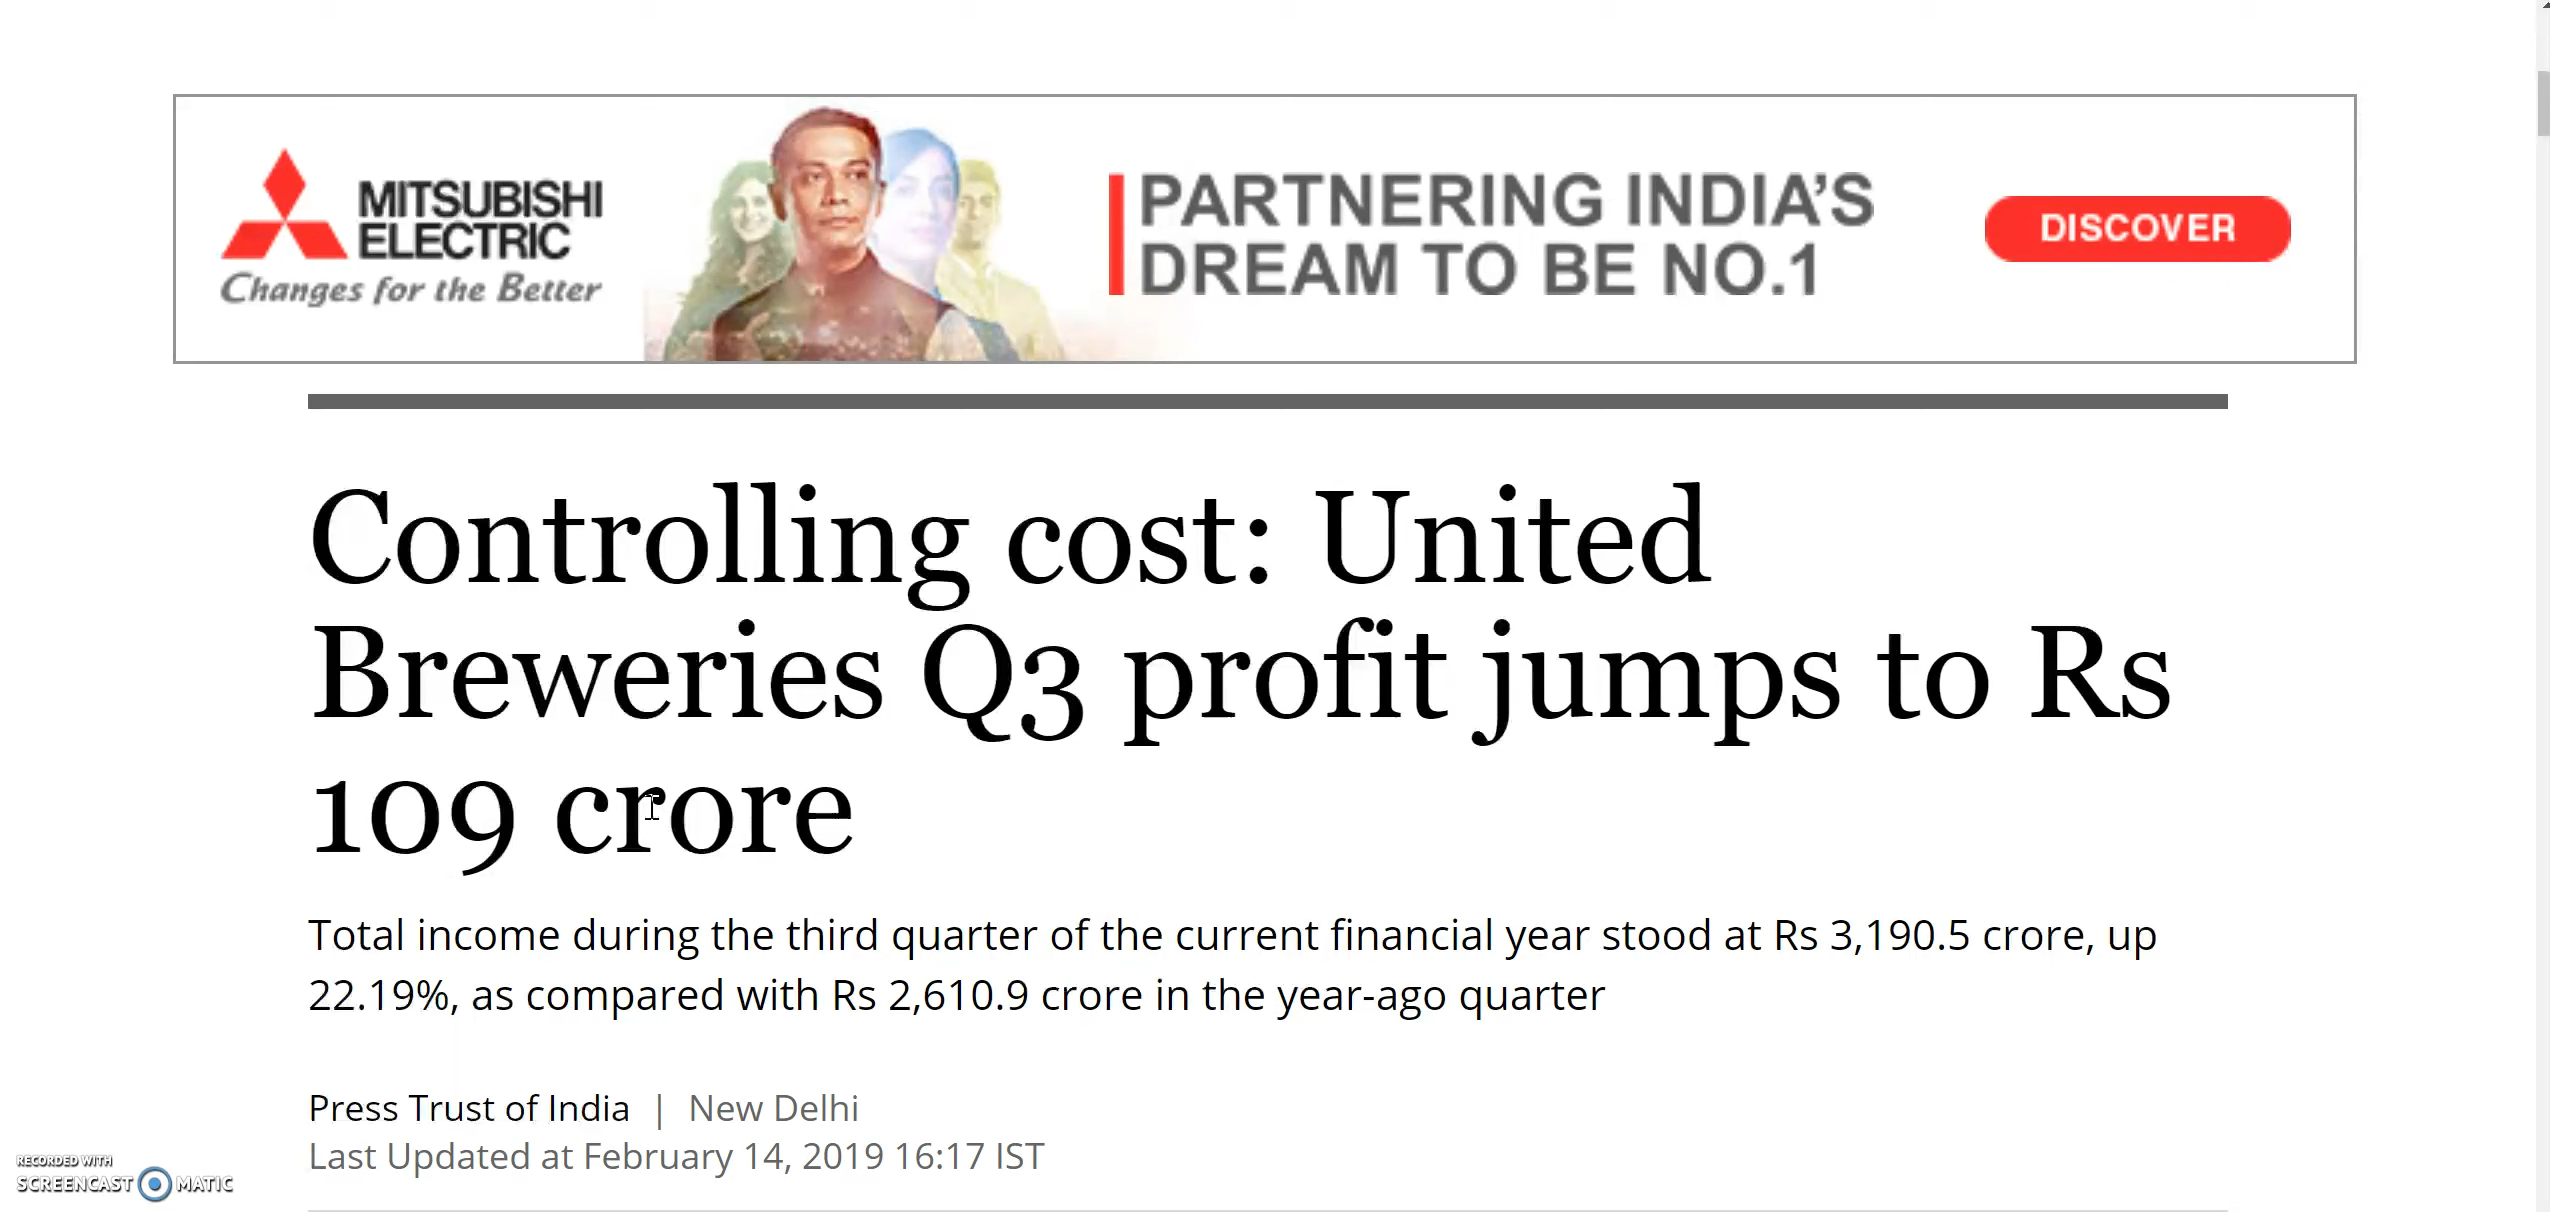 MITSUBISHI
ELECTRIC
Changes for the Better
PARTNERING INDIA'S
DREAM TO BE NO.1
DISCOVER
Controlling cost: United
Breweries Q3 profit jumps to Rs
109 crore
Total income during the third quarter of the current financial year stood at Rs 3,190.5 crore, up
22.19%, as compared with Rs 2,610.9 crore in the year-ago quarter
Press Trust of India | New Delhi
Last Updated at February 14, 2019 16:17 IST
RECORDED WITH
SCREENCAST MATIC